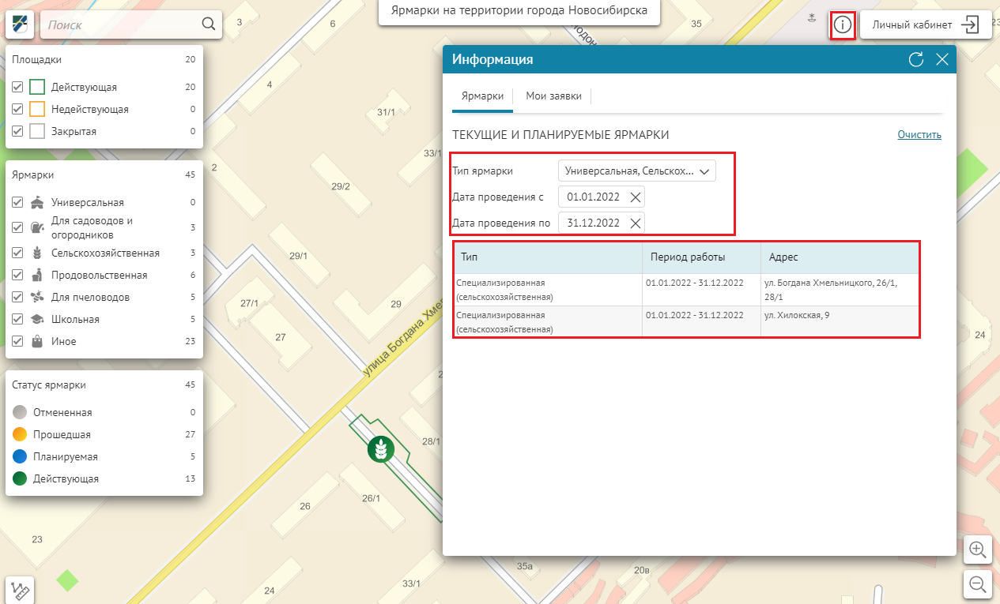 Ярмарки на территории города Новосибирска
Поиск
Личный кабинет
Площадки 20
Действующая 20
Недействующая 0
Закрытая 0
Ярмарки 45
Универсальная 0
Для садоводов и
огородников 3
Сельскохозяйственная 3
Продовольственная 6
Для пчеловодов 5
Школьная 5
Иное 23
Статус ярмарки 45
Отмененная 0
Прошедшая 27
Планируемая 5
Действующая 13
Информация
Ярмарки Мои заявки
ТЕКУЩИЕ И ПЛАНИРУЕМЫЕ ЯРМАРКИ Очистить
Тип ярмарки Универсальная, Сельскох...
Дата проведения с 01.01.2022
Дата проведения по 31.12.2022
Тип Период работы Адрес
Специализированная 01.01.2022 - 31.12.2022 ул. Богдана Хмельницкого, 26/1,
(сельскохозяйственная) 28/1
Специализированная 01.01.2022 - 31.12.2022 ул. Хилокская, 9
(сельскохозяйственная)
3
6
35
4
31/1
33/1
2
29/2
29/1
27/1
29
27
улица Богдана Хме
24
28/1
26/1
26
23
35а
20в
33/1
24